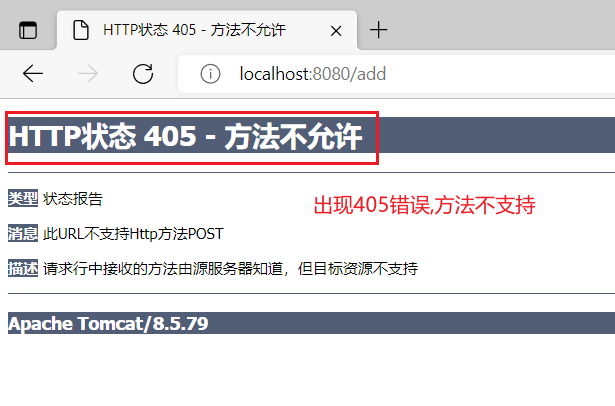 HTTP状态 405 - 方法不允许
localhost:8080/add
HTTP状态 405 - 方法不允许
类型 状态报告
出现405错误,方法不支持
消息 此URL不支持Http方法POST
描述 请求行中接收的方法由源服务器知道，但目标资源不支持
Apache Tomcat/8.5.79